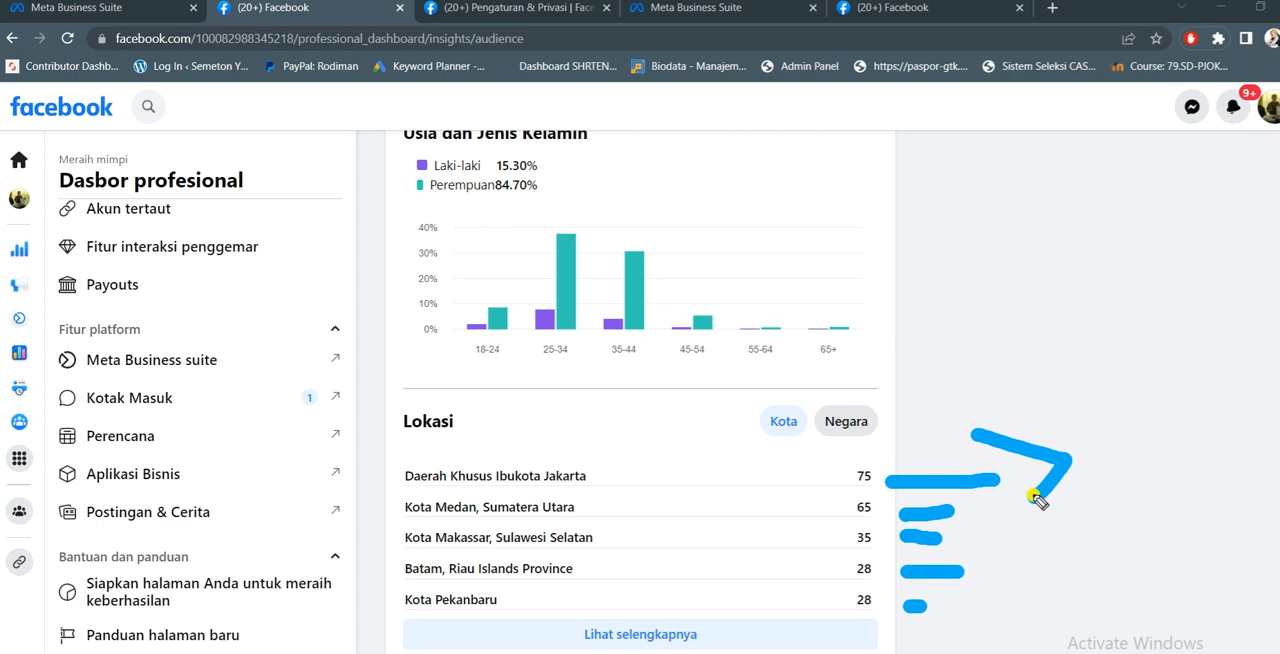 Meta Business Suite
(20+) Facebook
(20+) Pengaturan & Privasi | Face
Meta Business Suite
(20+) Facebook
facebook.com/100082988345218/professional_dashboard/insights/audience
Contributor Dashb...
Log In ‹ Semeton Y...
PayPal: Rodiman
Keyword Planner -...
Dashboard SHRTEN...
Biodata - Manajem...
Admin Panel
https://paspor-gtk....
Sistem Seleksi CAS...
Course: 79.SD-PJOK...
facebook
9+
Meraih mimpi
Dasbor profesional
Akun tertaut
Fitur interaksi penggemar
Payouts
Fitur platform
Meta Business suite
Kotak Masuk 1
Perencana
Aplikasi Bisnis
Postingan & Cerita
Bantuan dan panduan
Siapkan halaman Anda untuk meraih
keberhasilan
Panduan halaman baru
Usia dan Jenis Kelamin
Laki-laki 15.30%
Perempuan 84.70%
40%
30%
20%
10%
0%
18-24 25-34 35-44 45-54 55-64 65+
Lokasi Kota Negara
Daerah Khusus Ibukota Jakarta 75
Kota Medan, Sumatera Utara 65
Kota Makassar, Sulawesi Selatan 35
Batam, Riau Islands Province 28
Kota Pekanbaru 28
Lihat selengkapnya
Activate Windows